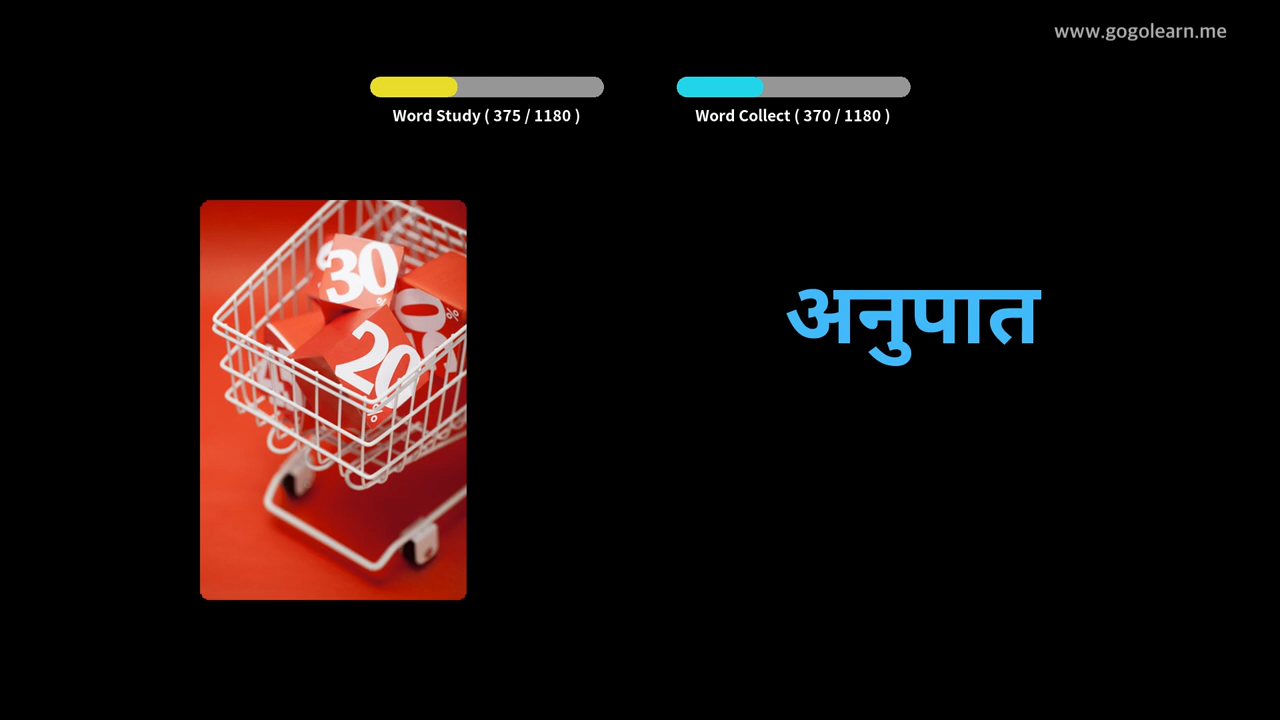 www.gogolearn.me
Word Study ( 375 / 1180 )
Word Collect ( 370 / 1180 )
30
%
20
%
अनुपात